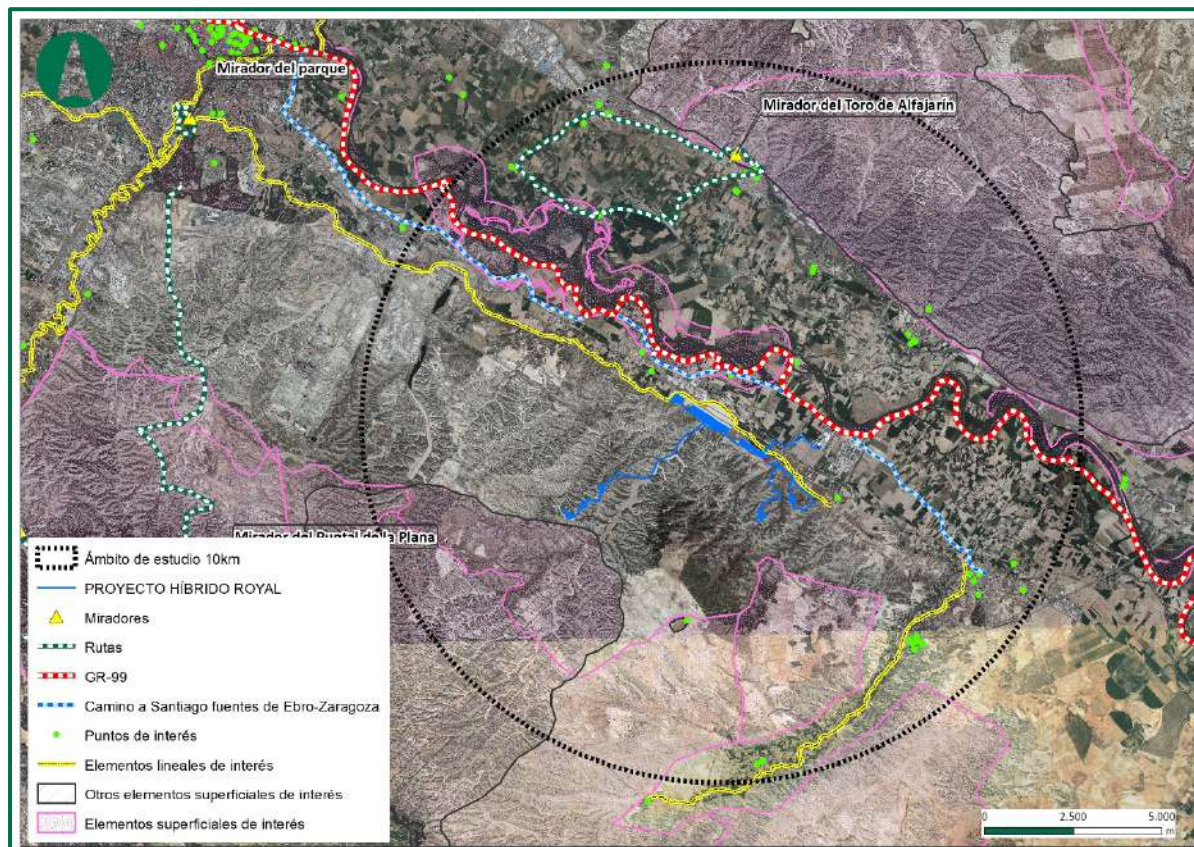 Mirador del parque
Mirador del Toro de Alfajarín
Mirador del Puntal de la Plana
Ámbito de estudio 10km
PROYECTO HÍBRIDO ROYAL
Miradores
Rutas
GR-99
Camino a Santiago fuentes de Ebro-Zaragoza
Puntos de interés
Elementos lineales de interés
Otros elementos superficiales de interés
Elementos superficiales de interés
0 2.500 5.000
m